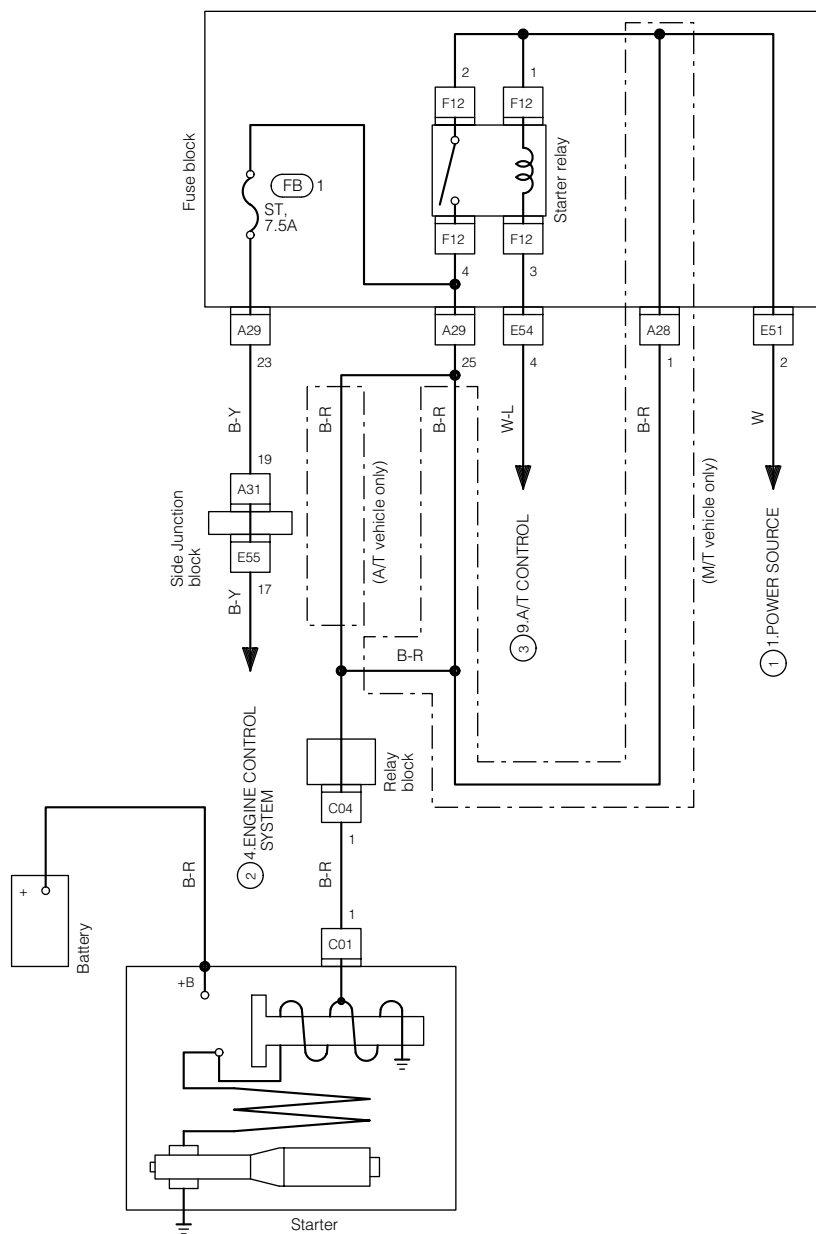 Fuse block
FB
1
ST,
7.5A
2
1
F12
F12
Starter relay
F12
F12
4
3
A29
A29
E54
A28
E51
23
25
4
1
2
B-Y
B-R
B-R
W-L
B-R
W
19
A31
Side Junction
block
E55
17
B-Y
(A/T vehicle only)
(M/T vehicle only)
B-R
2 4.ENGINE CONTROL
SYSTEM
3 9.A/T CONTROL
1 1.POWER SOURCE
Relay
block
C04
1
B-R
1
C01
B-R
+
Battery
+B
Starter